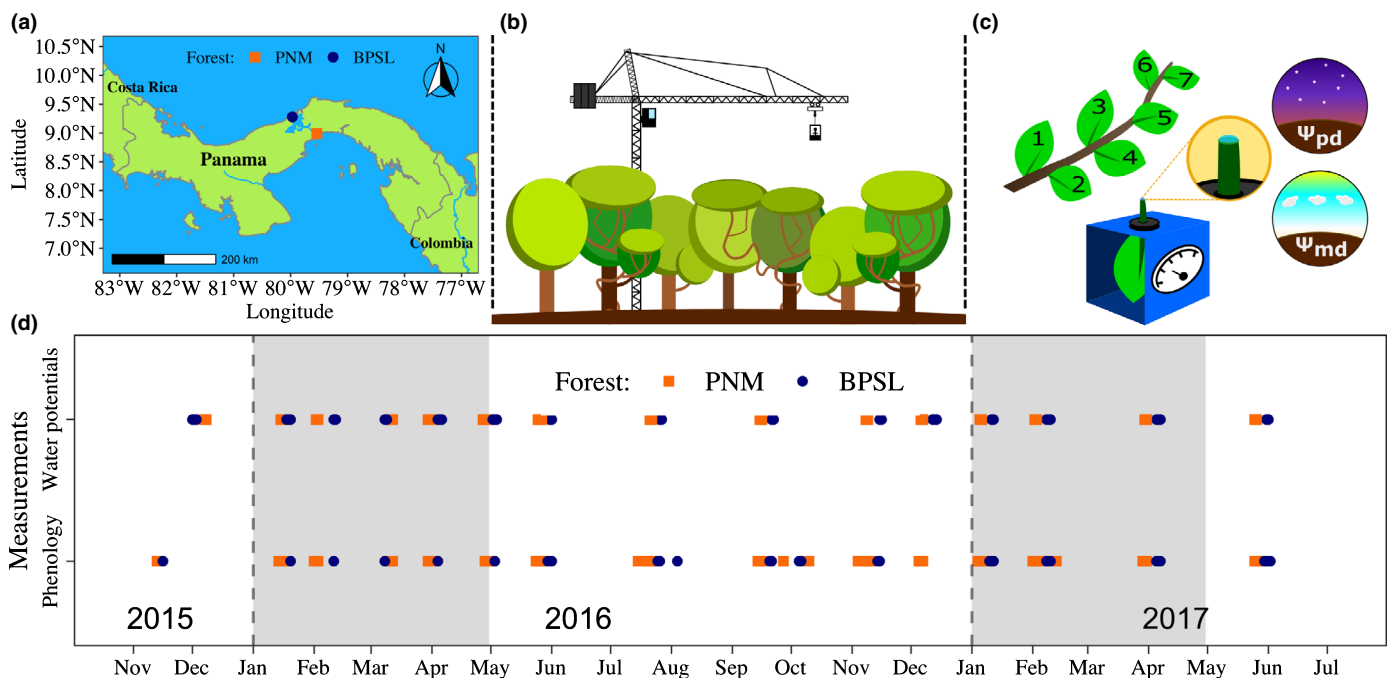 (a)
Forest: PNM BPSL
N
Costa Rica
Panama
Colombia
200 km
Latitude
10.5°N
10.0°N
9.5°N
9.0°N
8.5°N
8.0°N
7.5°N
7.0°N
83°W 82°W 81°W 80°W 79°W 78°W 77°W
Longitude
(b)
(c)
1
2
3
4
5
6
7
Ψpd
Ψmd
(d)
Measurements
Water potentials
Phenology
Forest: PNM BPSL
2015 2016 2017
Nov Dec Jan Feb Mar Apr May Jun Jul Aug Sep Oct Nov Dec Jan Feb Mar Apr May Jun Jul